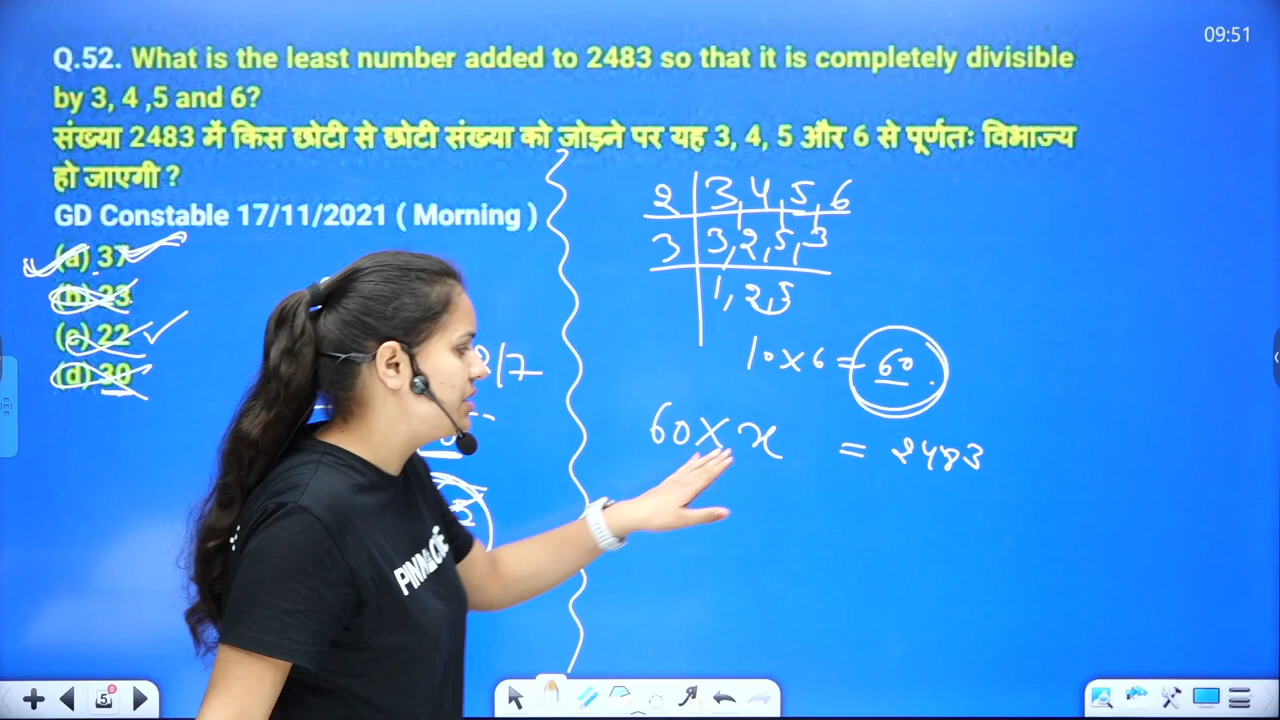 09:51
Q.52. What is the least number added to 2483 so that it is completely divisible
by 3, 4 ,5 and 6?
संख्या 2483 में किस छोटी से छोटी संख्या को जोड़ने पर यह 3, 4, 5 और 6 से पूर्णतः विभाज्य
हो जाएगी ?
GD Constable 17/11/2021 ( Morning )
(a) 37
(b) 23
(c) 22
(d) 30
2 3, 4, 5, 6
3 3, 2, 5, 3
1, 2, 5
10 × 6 = 60
60 × x = 2483
PINNACLE
5